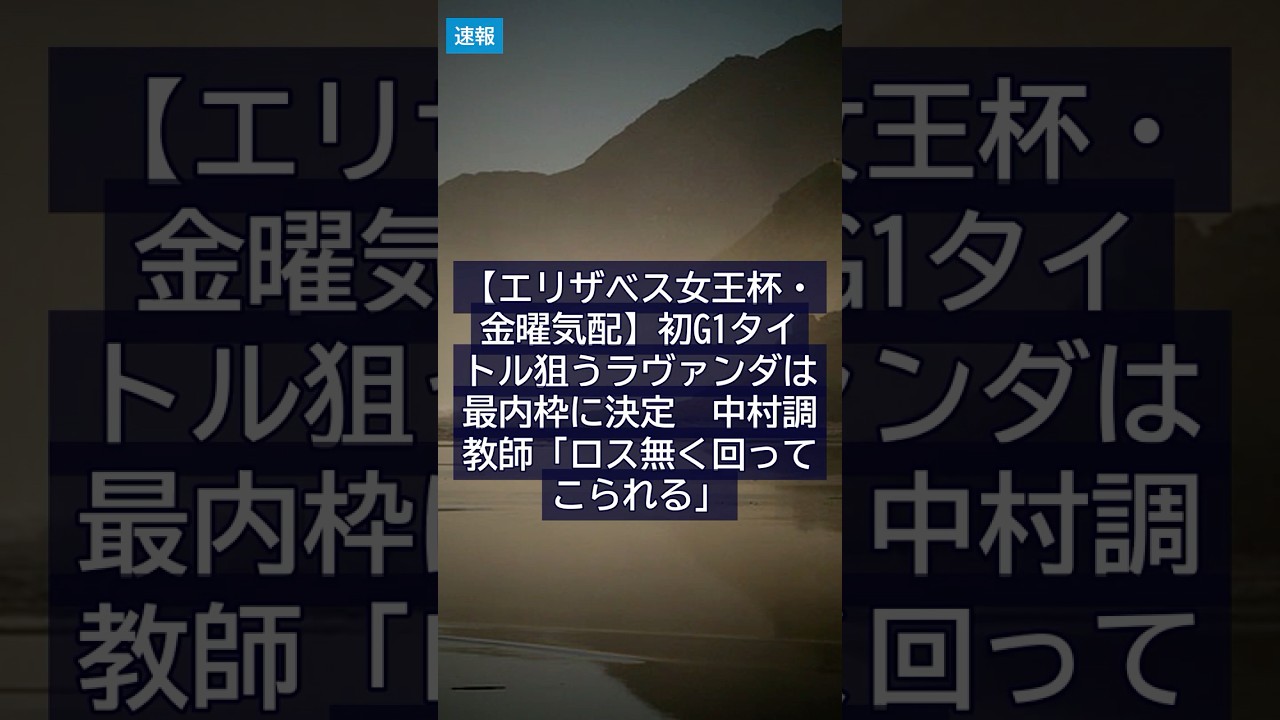 速報
【エリザベス女王杯・
金曜気配】初G1タイ
トル狙うラヴァンダは
最内枠に決定　中村調
教師「ロス無く回って
こられる」